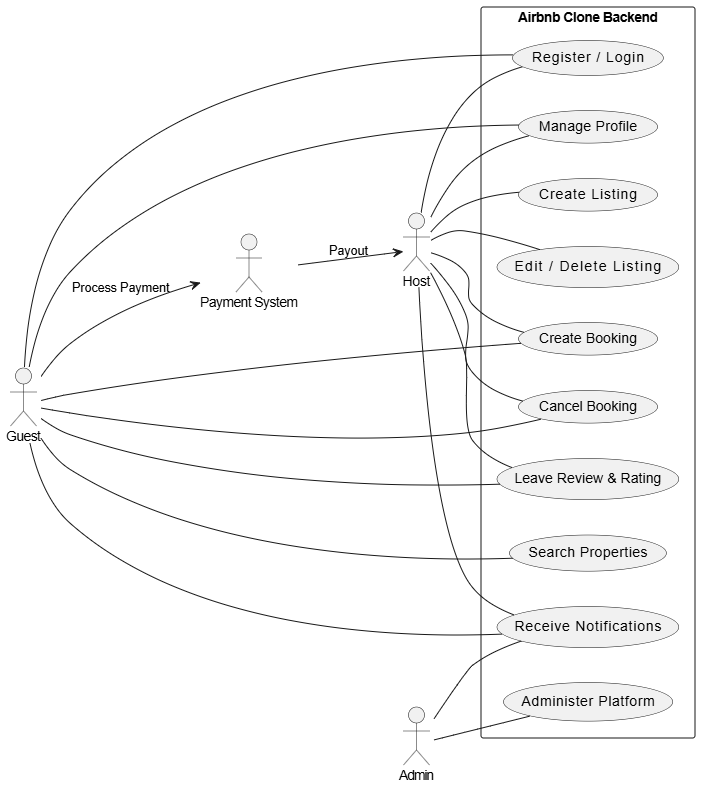 Airbnb Clone Backend
Register / Login
Manage Profile
Create Listing
Payout
Edit / Delete Listing
Host
Process Payment
Payment System
Create Booking
Cancel Booking
Guest
Leave Review & Rating
Search Properties
Receive Notifications
Administer Platform
Admin